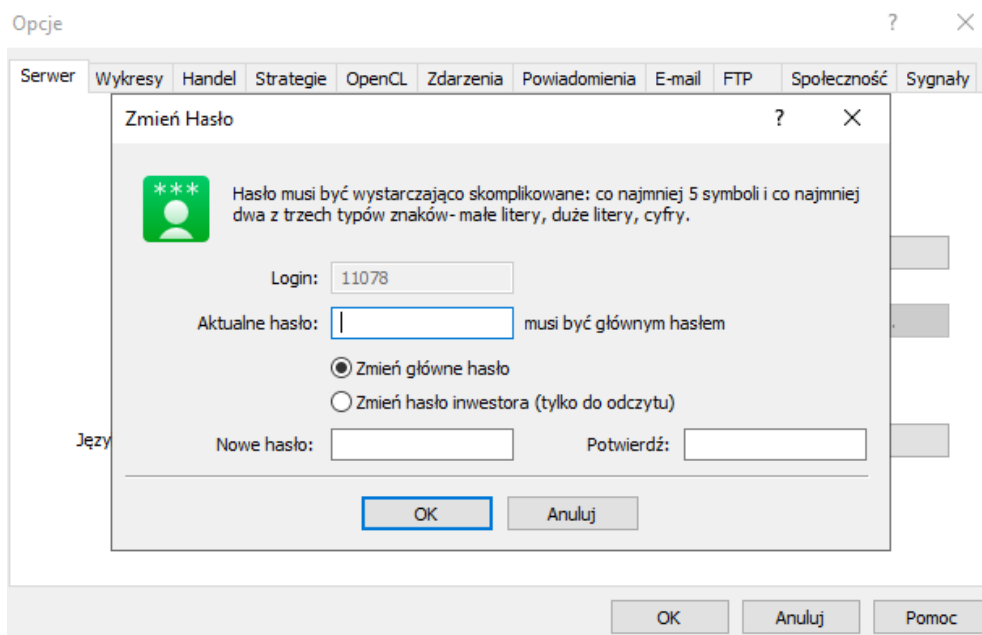 Opcje
Serwer Wykresy Handel Strategie OpenCL Zdarzenia Powiadomienia E-mail FTP Społeczność Sygnały
Zmień Hasło
***
Hasło musi być wystarczająco skomplikowane: co najmniej 5 symboli i co najmniej
dwa z trzech typów znaków- małe litery, duże litery, cyfry.
Login: 11078
Aktualne hasło: musi być głównym hasłem
Zmień główne hasło
Zmień hasło inwestora (tylko do odczytu)
Języ
Nowe hasło: Potwierdź:
OK Anuluj
OK Anuluj Pomoc